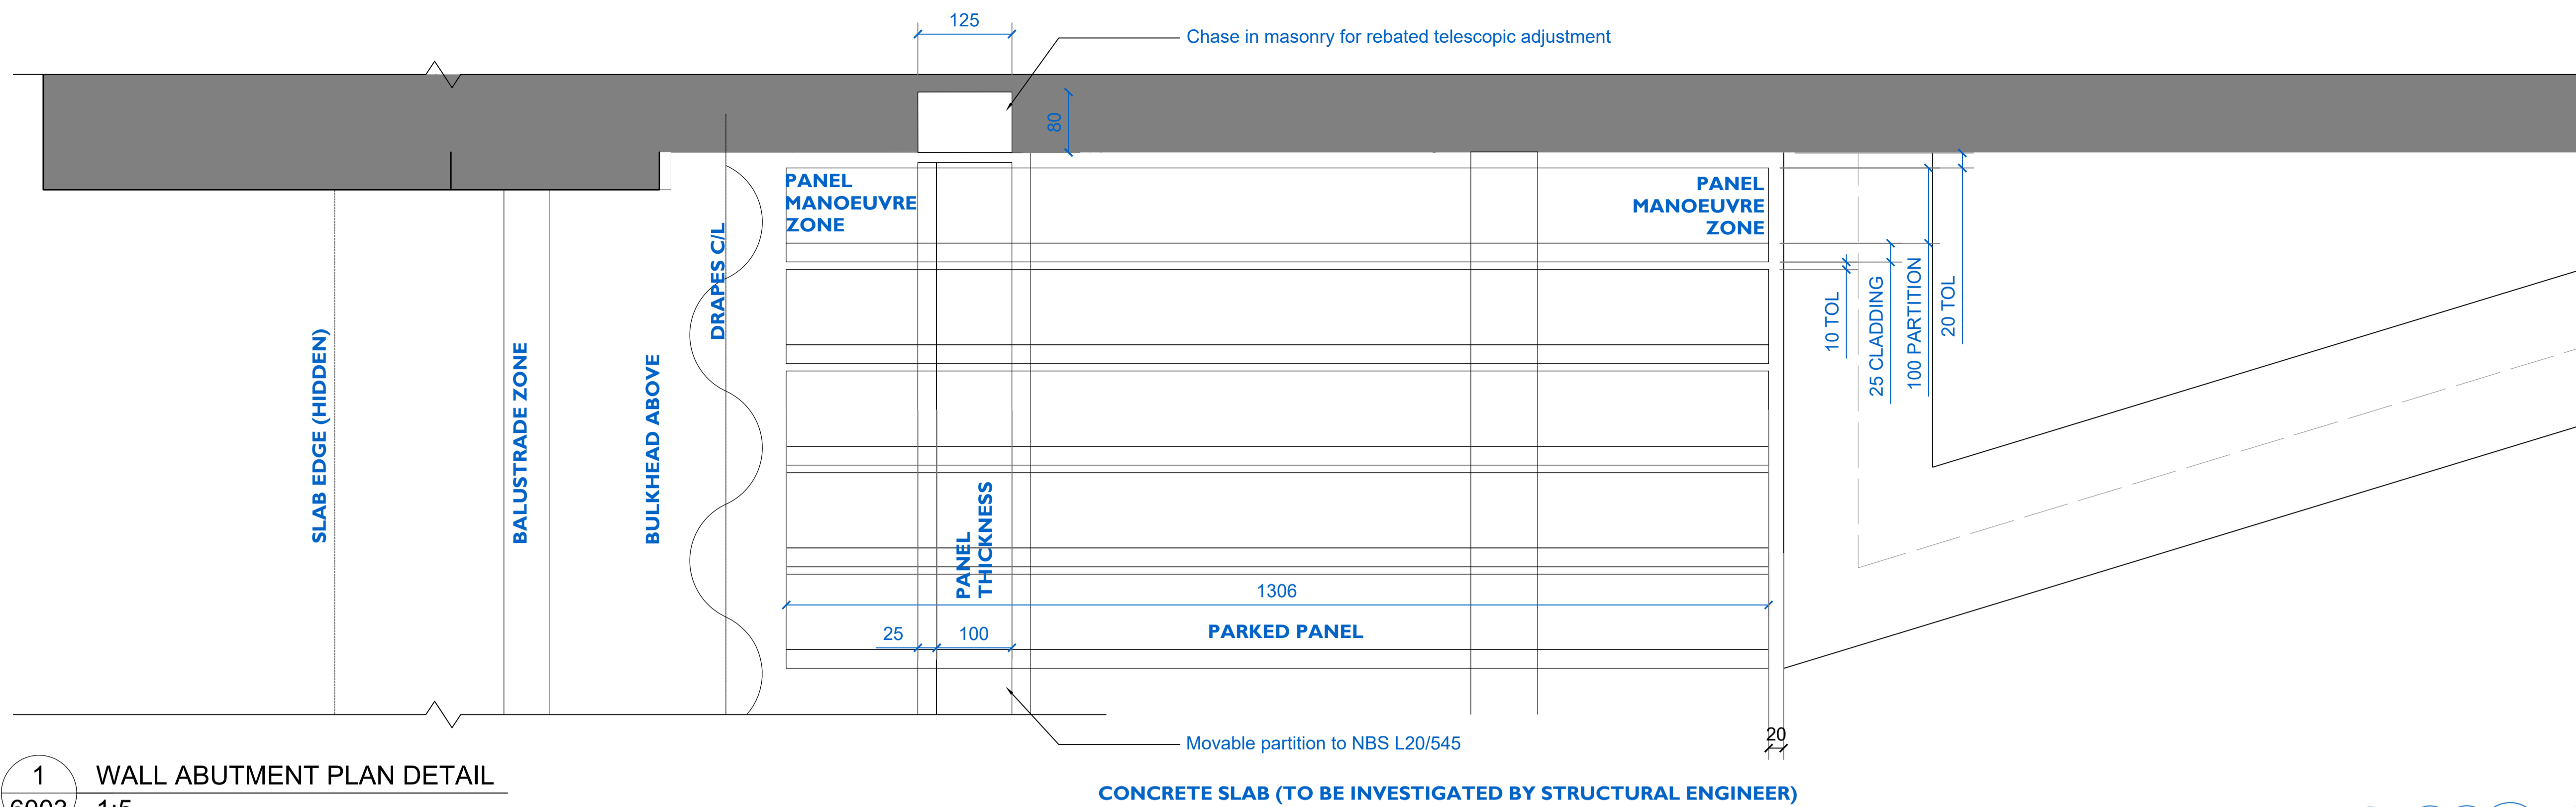 125
Chase in masonry for rebated telescopic adjustment
80
PANEL
MANOEUVRE
ZONE
PANEL
MANOEUVRE
ZONE
DRAPES C/L
SLAB EDGE (HIDDEN)
BALUSTRADE ZONE
BULKHEAD ABOVE
PANEL
THICKNESS
10 TOL
25 CLADDING
100 PARTITION
20 TOL
1306
25
100
PARKED PANEL
20
Movable partition to NBS L20/545
1
WALL ABUTMENT PLAN DETAIL
6003
1:5
CONCRETE SLAB (TO BE INVESTIGATED BY STRUCTURAL ENGINEER)